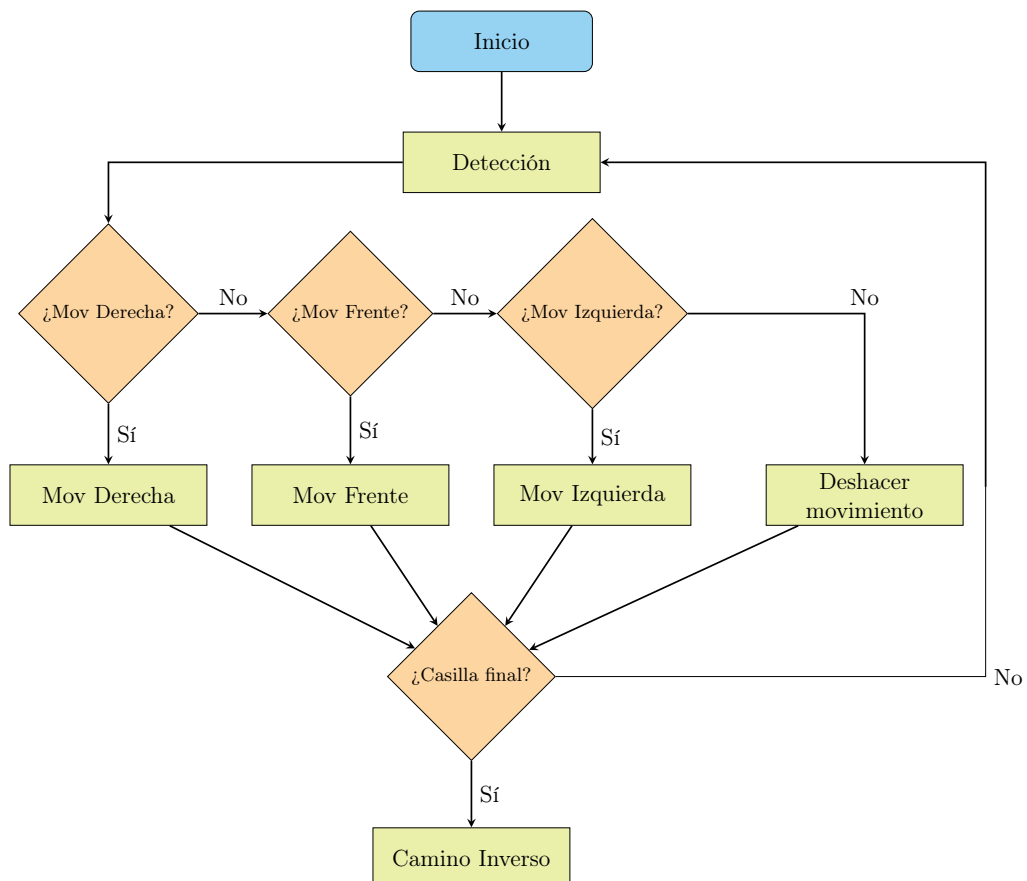 Inicio
Detección
¿Mov Derecha?
No
¿Mov Frente?
No
¿Mov Izquierda?
No
Sí
Sí
Sí
Mov Derecha
Mov Frente
Mov Izquierda
Deshacer
movimiento
¿Casilla final?
No
Sí
Camino Inverso